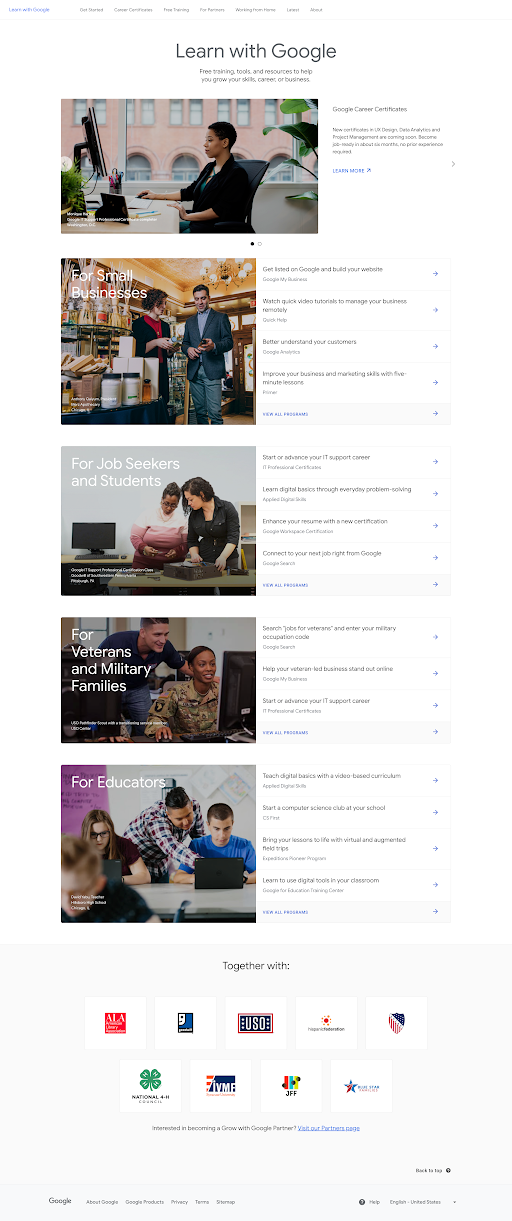 Learn with Google
Get Started
Career Certificates
Free Training
For Partners
Working from Home
Latest
About
Learn with Google
Free training, tools, and resources to help
you grow your skills, career, or business.
Google Career Certificates
New certificates in UX Design, Data Analytics and
Project Management are coming soon. Become
job-ready in about six months, no prior experience
required.
LEARN MORE
Google IT Support Professional Certificate
Washington, D.C.
For Small
Businesses
Chicago, IL
Get listed on Google and build your website
Google My Business
Watch quick video tutorials to manage your business
remotely
Quick Help
Better understand your customers
Google Analytics
Improve your business and marketing skills with five-
minute lessons
Primer
VIEW ALL PROGRAMS
For Job Seekers
and Students
Google IT Support Professional Certification Class
Goodwill of Southwestern Pennsylvania
Pittsburgh, PA
Start or advance your IT support career
IT Professional Certificates
Learn digital basics through everyday problem-solving
Applied Digital Skills
Enhance your resume with a new certification
Google Workspace Certification
Connect to your next job right from Google
Google Search
VIEW ALL PROGRAMS
For
Veterans
and Military
Families
USO Pathfinder Scout with a transitioning service member,
USO Center
Search "jobs for veterans" and enter your military
occupation code
Google Search
Help your veteran-led business stand out online
Google My Business
Start or advance your IT support career
IT Professional Certificates
VIEW ALL PROGRAMS
For Educators
Chicago, IL
Teach digital basics with a video-based curriculum
Applied Digital Skills
Start a computer science club at your school
CS First
Bring your lessons to life with virtual and augmented
field trips
Expeditions Pioneer Program
Learn to use digital tools in your classroom
Google for Education Training Center
VIEW ALL PROGRAMS
Together with:
ALA
American
Library
Association
goodwill
USO
hispanicfederation
NATIONAL 4-H
COUNCIL
IVMF
Syracuse University
JFF
BLUE STAR
FAMILIES
Interested in becoming a Grow with Google Partner? Visit our Partners page
Back to top
Google
About Google
Google Products
Privacy
Terms
Sitemap
Help
English - United States